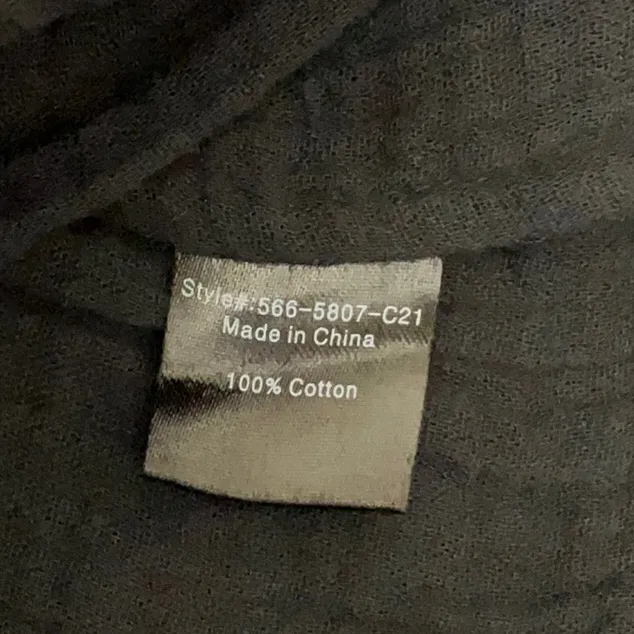 Style#:566-5807-C21
Made in China
100% Cotton